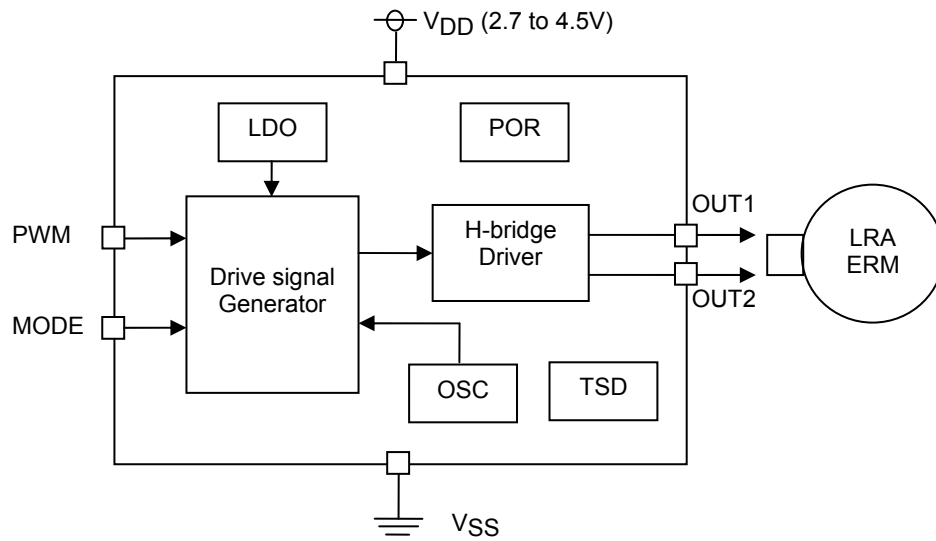 VDD (2.7 to 4.5V)
LDO
POR
PWM
MODE
Drive signal
Generator
H-bridge
Driver
OUT1
OUT2
LRA
ERM
OSC
TSD
VSS